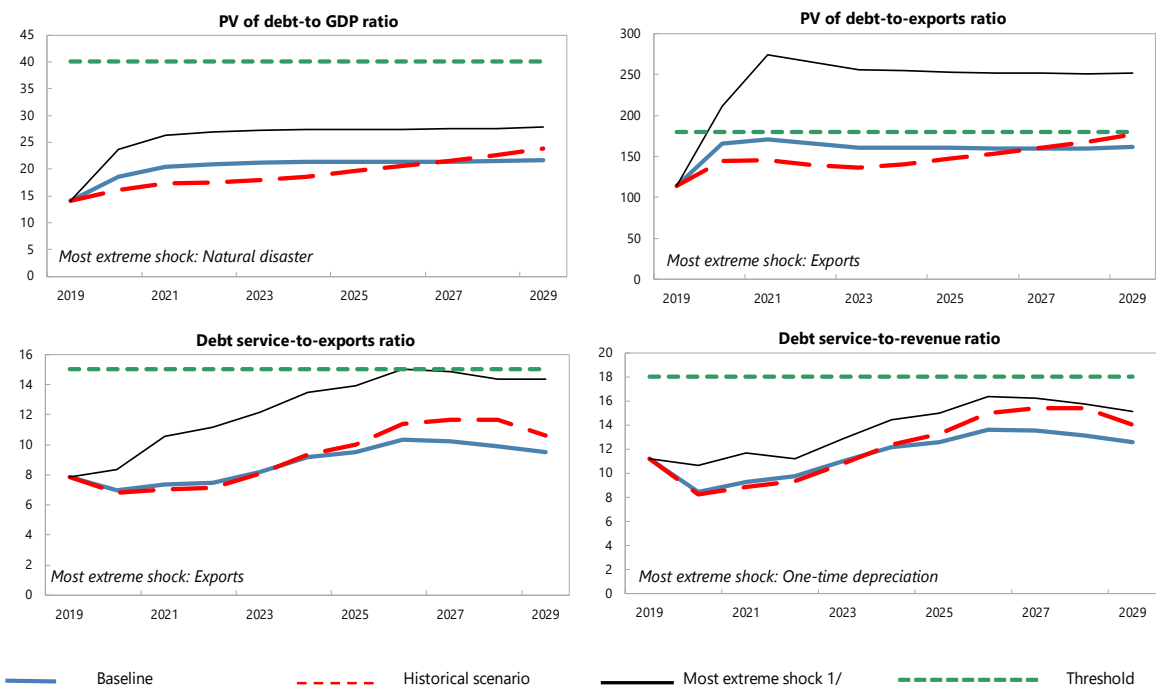 PV of debt-to GDP ratio
45
40
35
30
25
20
15
10
5
0
Most extreme shock: Natural disaster
2019 2021 2023 2025 2027 2029
PV of debt-to-exports ratio
300
250
200
150
100
50
0
Most extreme shock: Exports
2019 2021 2023 2025 2027 2029
Debt service-to-exports ratio
16
14
12
10
8
6
4
2
0
Most extreme shock: Exports
2019 2021 2023 2025 2027 2029
Debt service-to-revenue ratio
20
18
16
14
12
10
8
6
4
2
0
Most extreme shock: One-time depreciation
2019 2021 2023 2025 2027 2029
Baseline Historical scenario Most extreme shock 1/ Threshold